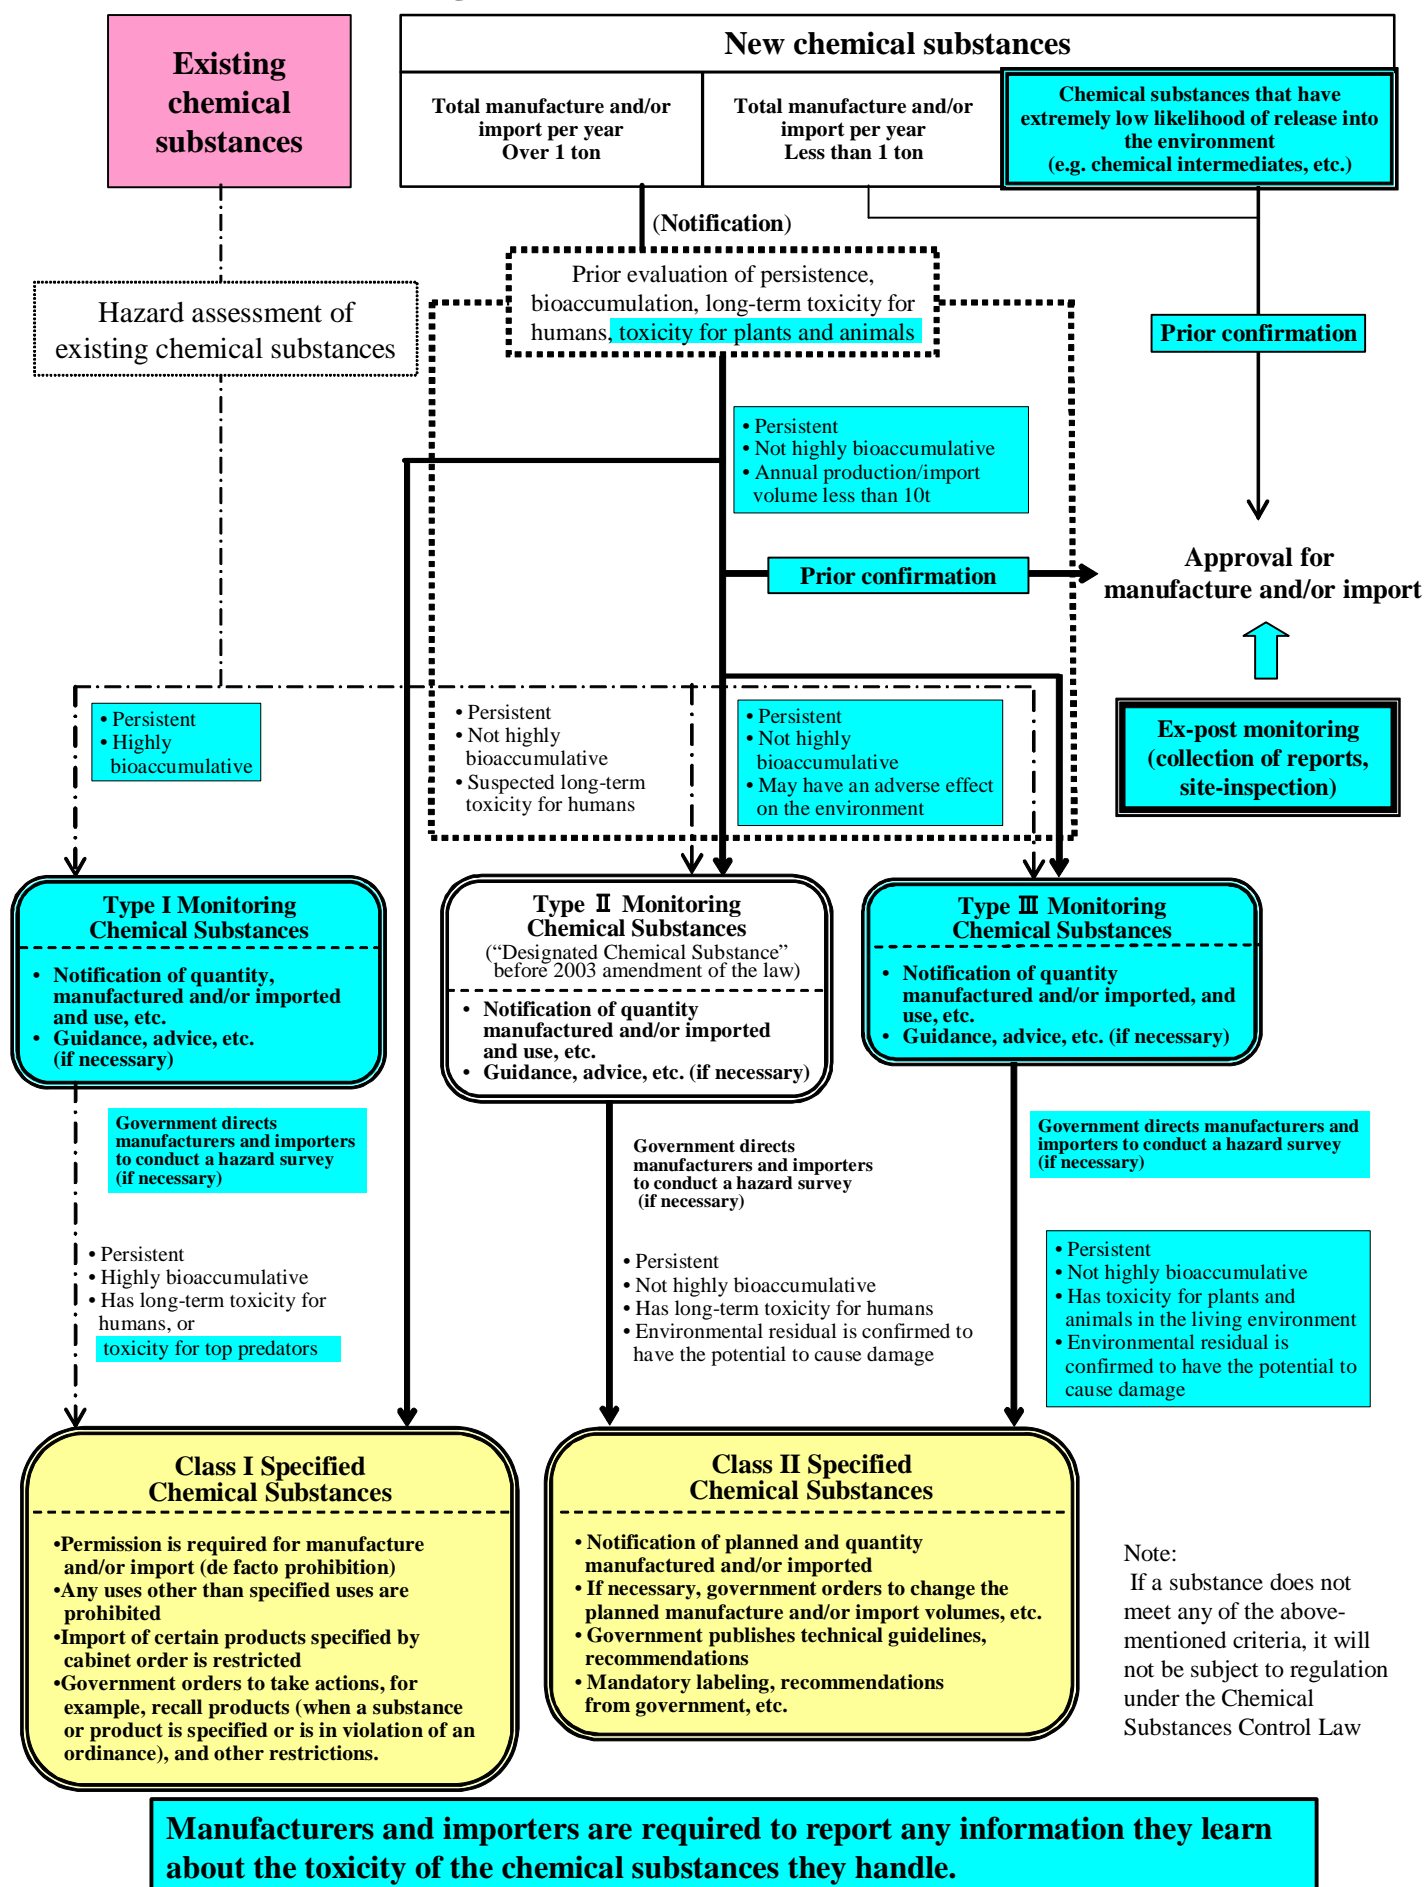 Existing
chemical
substances
New chemical substances
Total manufacture and/or
import per year
Over 1 ton
Total manufacture and/or
import per year
Less than 1 ton
Chemical substances that have
extremely low likelihood of release into
the environment
(e.g. chemical intermediates, etc.)
(Notification)
Prior evaluation of persistence,
bioaccumulation, long-term toxicity for
humans, toxicity for plants and animals
Hazard assessment of
existing chemical substances
Prior confirmation
• Persistent
• Not highly bioaccumulative
• Annual production/import
volume less than 10t
Prior confirmation
Approval for
manufacture and/or import
Ex-post monitoring
(collection of reports,
site-inspection)
• Persistent
• Highly
bioaccumulative
• Persistent
• Not highly
bioaccumulative
• Suspected long-term
toxicity for humans
• Persistent
• Not highly
bioaccumulative
• May have an adverse effect
on the environment
Type I Monitoring
Chemical Substances
• Notification of quantity,
manufactured and/or imported
and use, etc.
• Guidance, advice, etc.
(if necessary)
Type Ⅱ Monitoring
Chemical Substances
(“Designated Chemical Substance”
before 2003 amendment of the law)
• Notification of quantity
manufactured and/or imported
and use, etc.
• Guidance, advice, etc. (if necessary)
Type Ⅲ Monitoring
Chemical Substances
• Notification of quantity
manufactured and/or imported, and
use, etc.
• Guidance, advice, etc. (if necessary)
Government directs
manufacturers and importers
to conduct a hazard survey
(if necessary)
Government directs
manufacturers and importers
to conduct a hazard survey
(if necessary)
Government directs manufacturers and
importers to conduct a hazard survey
(if necessary)
• Persistent
• Highly bioaccumulative
• Has long-term toxicity for
humans, or
toxicity for top predators
• Persistent
• Not highly bioaccumulative
• Has long-term toxicity for humans
• Environmental residual is confirmed to
have the potential to cause damage
• Persistent
• Not highly bioaccumulative
• Has toxicity for plants and
animals in the living environment
• Environmental residual is
confirmed to have the potential to
cause damage
Class I Specified
Chemical Substances
•Permission is required for manufacture
and/or import (de facto prohibition)
•Any uses other than specified uses are
prohibited
•Import of certain products specified by
cabinet order is restricted
•Government orders to take actions, for
example, recall products (when a substance
or product is specified or is in violation of an
ordinance), and other restrictions.
Class II Specified
Chemical Substances
• Notification of planned and quantity
manufactured and/or imported
• If necessary, government orders to change the
planned manufacture and/or import volumes, etc.
• Government publishes technical guidelines,
recommendations
• Mandatory labeling, recommendations
from government, etc.
Note:
If a substance does not
meet any of the above-
mentioned criteria, it will
not be subject to regulation
under the Chemical
Substances Control Law
Manufacturers and importers are required to report any information they learn
about the toxicity of the chemical substances they handle.